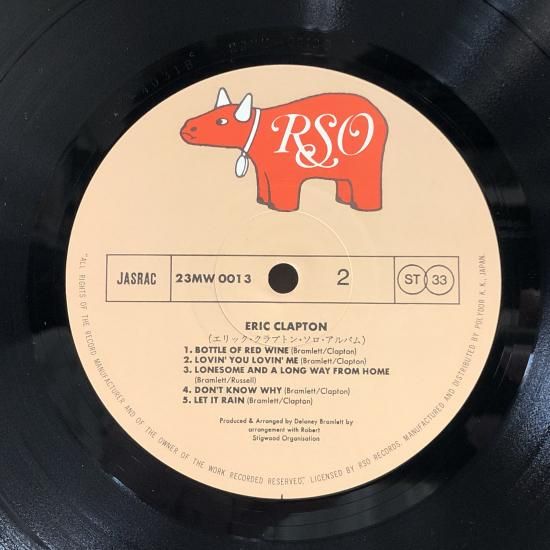 RSO
JASRAC
23MW 0013
2
ST 33
ERIC CLAPTON
(エリック・クラプトン・ソロ・アルバム)
1. BOTTLE OF RED WINE (Bramlett/Clapton)
2. LOVIN' YOU LOVIN' ME (Bramlett/Clapton)
3. LONESOME AND A LONG WAY FROM HOME
(Bramlett/Russell)
4. DON'T KNOW WHY (Bramlett/Clapton)
5. LET IT RAIN (Bramlett/Clapton)
Produced & Arranged by Delaney Bramlett by
arrangement with Robert
Stigwood Organisation
"ALL RIGHTS OF THE RECORD MANUFACTURER AND OF THE OWNER OF THE WORK RECORDED RESERVED." LICENSED BY RSO RECORDS, MANUFACTURED AND DISTRIBUTED BY POLYDOR K.K., JAPAN.